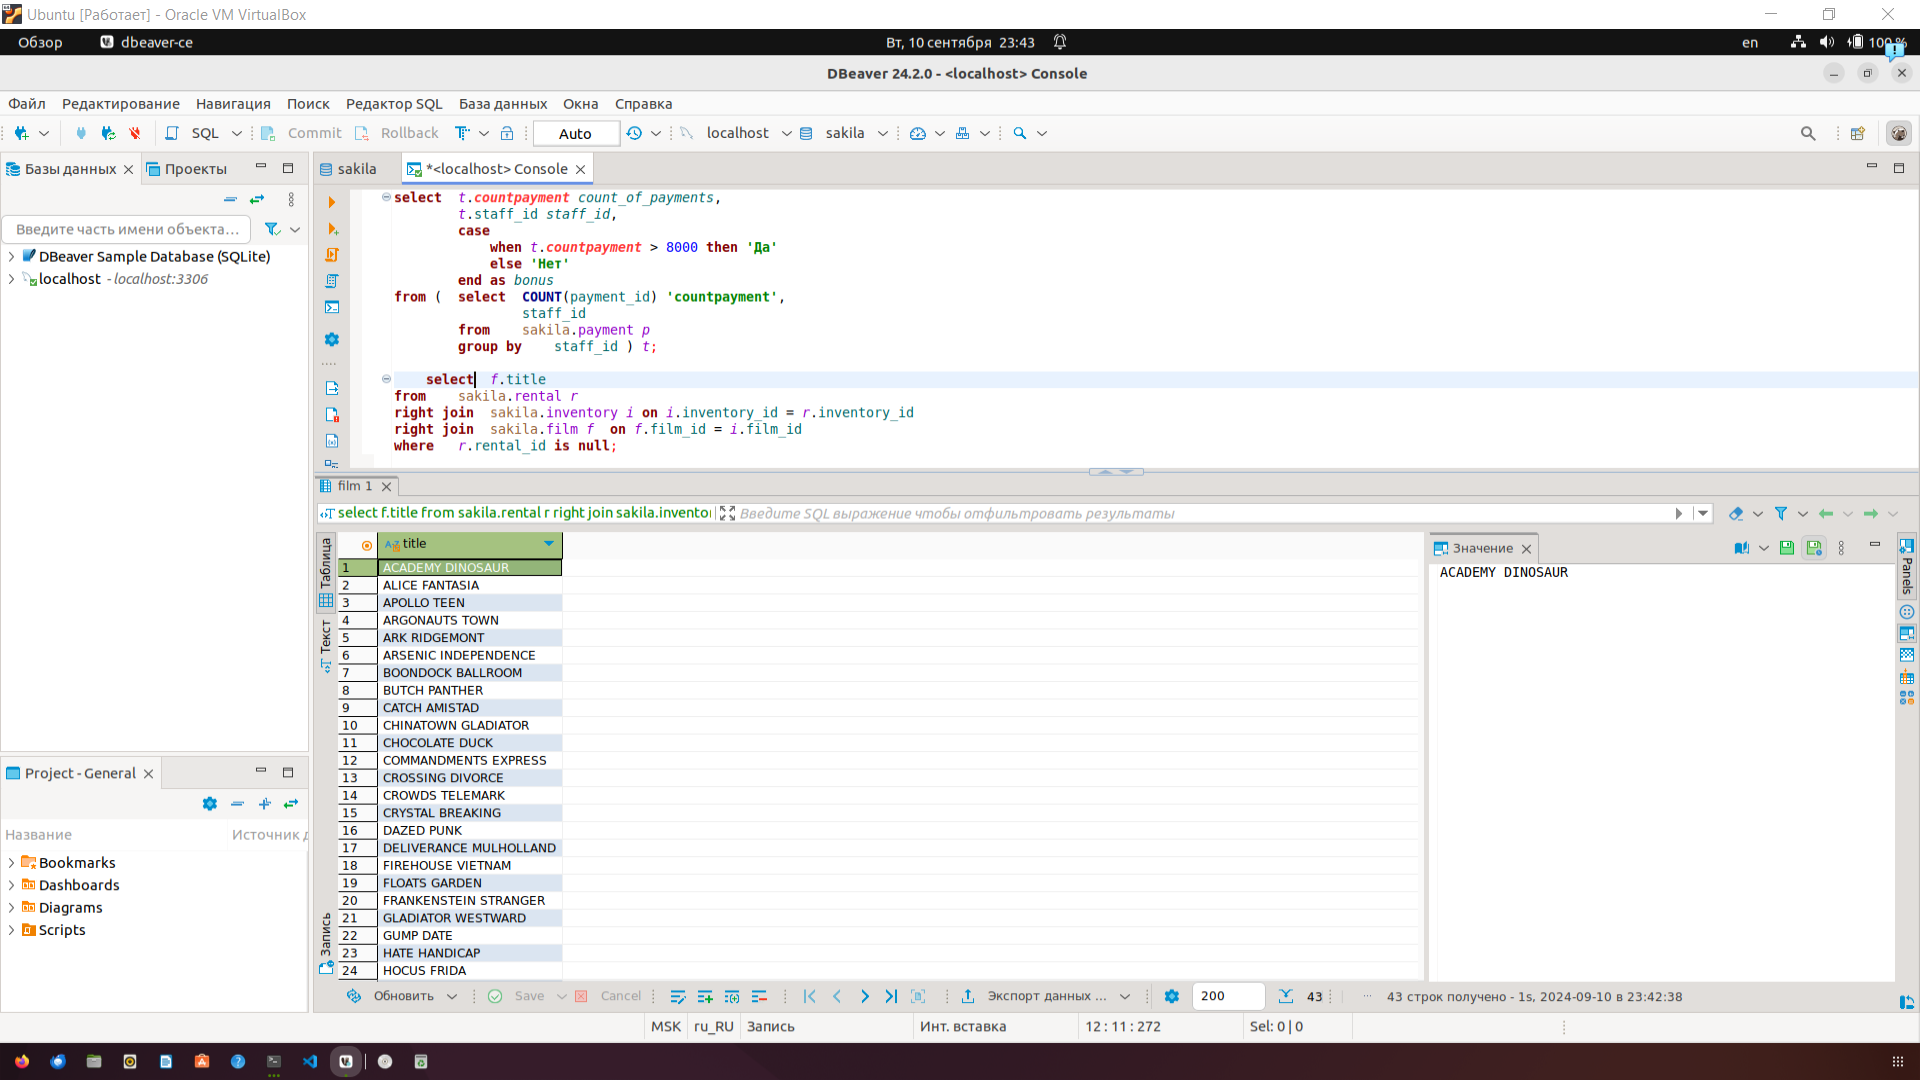 Ubuntu [Работает] - Oracle VM VirtualBox
Обзор dbeaver-ce Вт, 10 сентября 23:43 en 100 %
DBeaver 24.2.0 - <localhost> Console
Файл Редактирование Навигация Поиск Редактор SQL База данных Окна Справка
SQL Commit Rollback Auto localhost sakila
Базы данных Проекты
Введите часть имени объекта...
DBeaver Sample Database (SQLite)
localhost - localhost:3306
sakila *<localhost> Console
select t.countpayment count_of_payments,
t.staff_id staff_id,
case
when t.countpayment > 8000 then 'Да'
else 'Нет'
end as bonus
from ( select COUNT(payment_id) 'countpayment',
staff_id
from sakila.payment p
group by staff_id ) t;
select f.title
from sakila.rental r
right join sakila.inventory i on i.inventory_id = r.inventory_id
right join sakila.film f on f.film_id = i.film_id
where r.rental_id is null;
film 1
select f.title from sakila.rental r right join sakila.invento Введите SQL выражение чтобы отфильтровать результаты
Таблица
Текст
Запись
title
1 ACADEMY DINOSAUR
2 ALICE FANTASIA
3 APOLLO TEEN
4 ARGONAUTS TOWN
5 ARK RIDGEMONT
6 ARSENIC INDEPENDENCE
7 BOONDOCK BALLROOM
8 BUTCH PANTHER
9 CATCH AMISTAD
10 CHINATOWN GLADIATOR
11 CHOCOLATE DUCK
12 COMMANDMENTS EXPRESS
13 CROSSING DIVORCE
14 CROWDS TELEMARK
15 CRYSTAL BREAKING
16 DAZED PUNK
17 DELIVERANCE MULHOLLAND
18 FIREHOUSE VIETNAM
19 FLOATS GARDEN
20 FRANKENSTEIN STRANGER
21 GLADIATOR WESTWARD
22 GUMP DATE
23 HATE HANDICAP
24 HOCUS FRIDA
Значение
ACADEMY DINOSAUR
Panels
Обновить Save Cancel Экспорт данных ... 200 43 43 строк получено - 1s, 2024-09-10 в 23:42:38
Project - General
Название Источник д
Bookmarks
Dashboards
Diagrams
Scripts
MSK ru_RU Запись Инт. вставка 12 : 11 : 272 Sel: 0 | 0